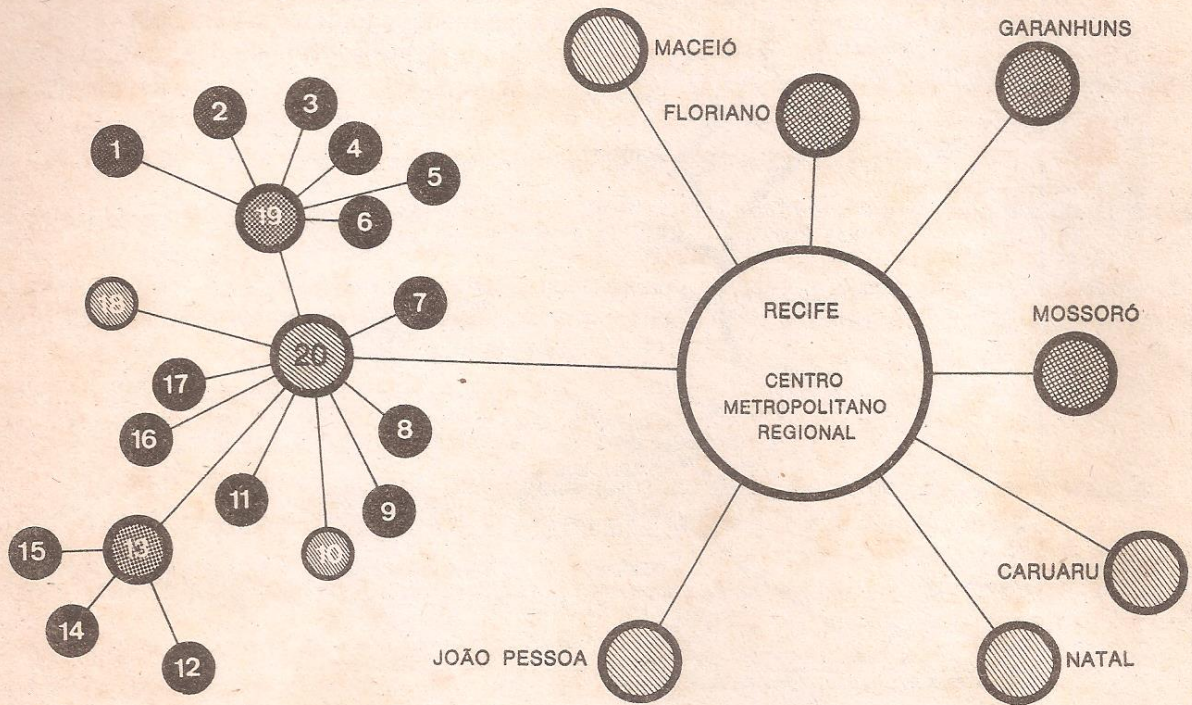 MACEIÓ
GARANHUNS
FLORIANO
1
2
3
4
5
19
6
18
7
20
17
16
8
11
9
10
15
13
14
12
RECIFE
CENTRO
METROPOLITANO
REGIONAL
MOSSORÓ
CARUARU
JOÃO PESSOA
NATAL